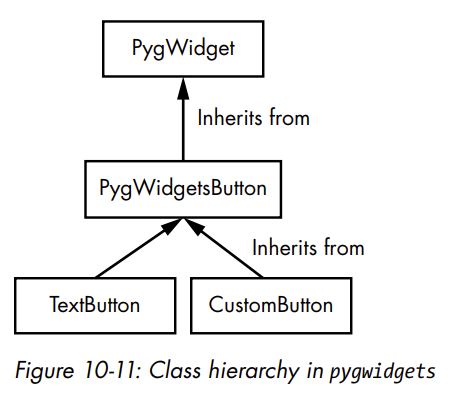 PygWidget
Inherits from
PygWidgetsButton
Inherits from
TextButton
CustomButton
Figure 10-11: Class hierarchy in pygwidgets